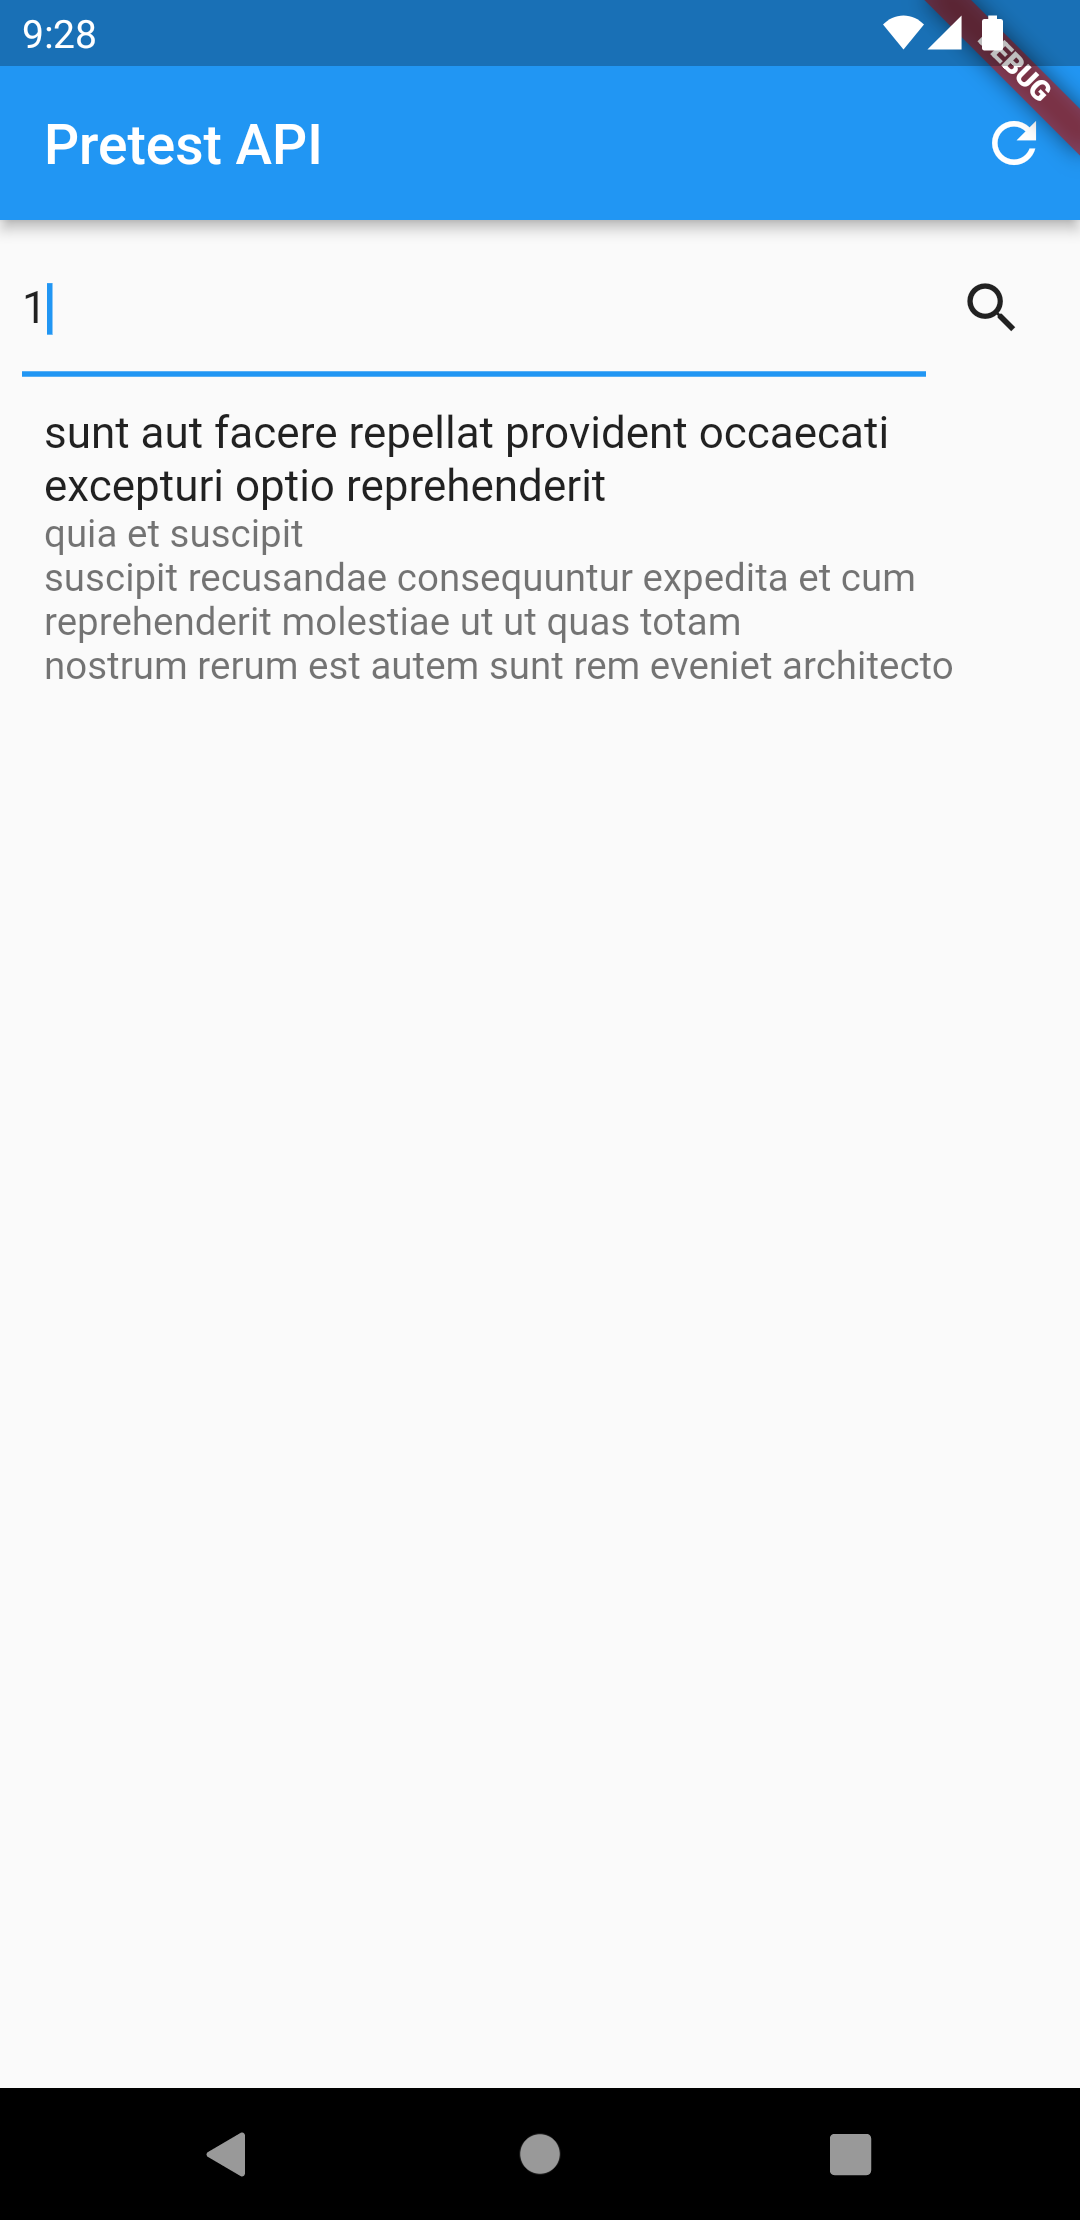 9:28
DEBUG
Pretest API
1
sunt aut facere repellat provident occaecati
excepturi optio reprehenderit
quia et suscipit
suscipit recusandae consequuntur expedita et cum
reprehenderit molestiae ut ut quas totam
nostrum rerum est autem sunt rem eveniet architecto